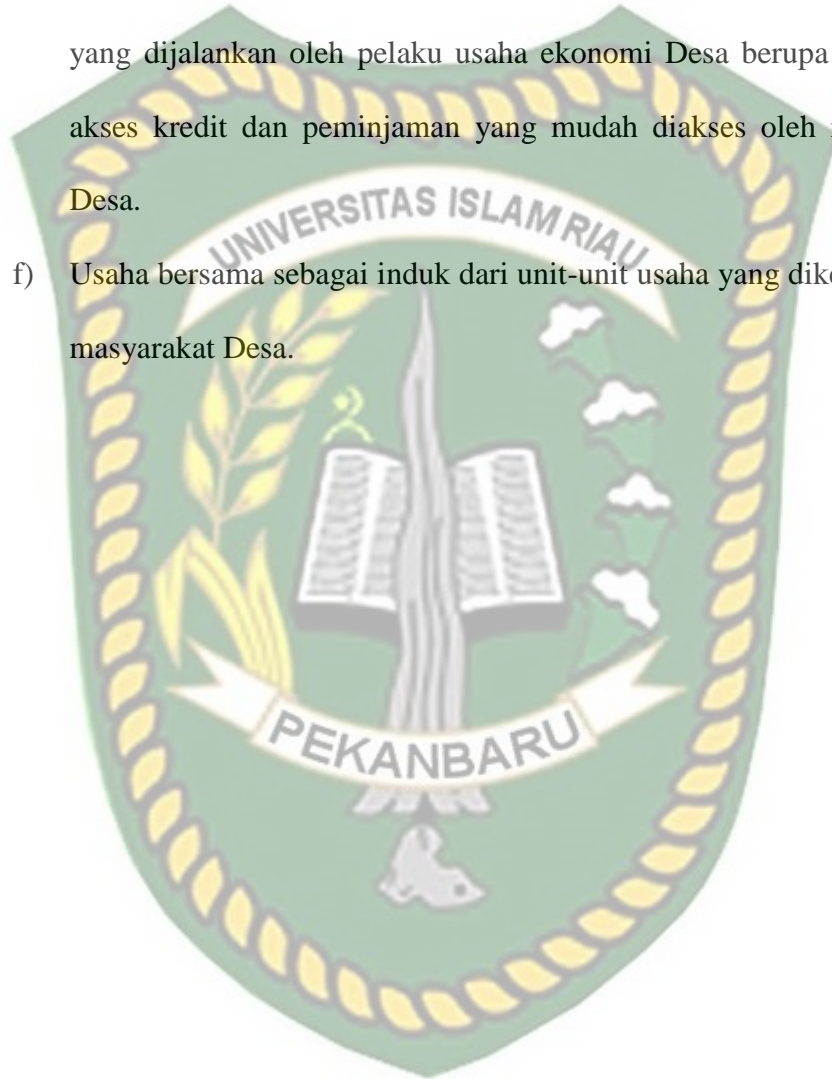 yang dijalankan oleh pelaku usaha ekonomi Desa berupa
akses kredit dan peminjaman yang mudah diakses oleh
Desa.
UNIVERSITAS ISLAM RIAU
f) Usaha bersama sebagai induk dari unit-unit usaha yang
masyarakat Desa.
PEKANBARU